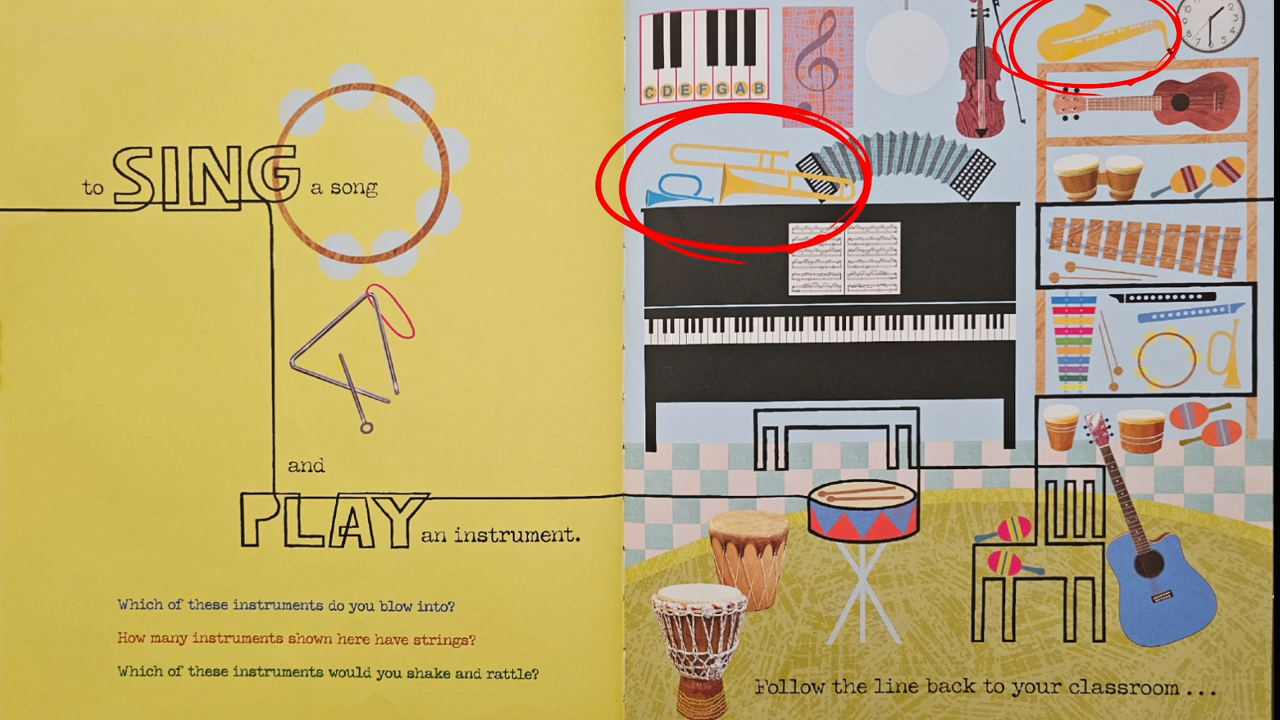 to SING a song
and
PLAY an instrument.
Which of these instruments do you blow into?
How many instruments shown here have strings?
Which of these instruments would you shake and rattle?
C D E F G A B
Follow the line back to your classroom...